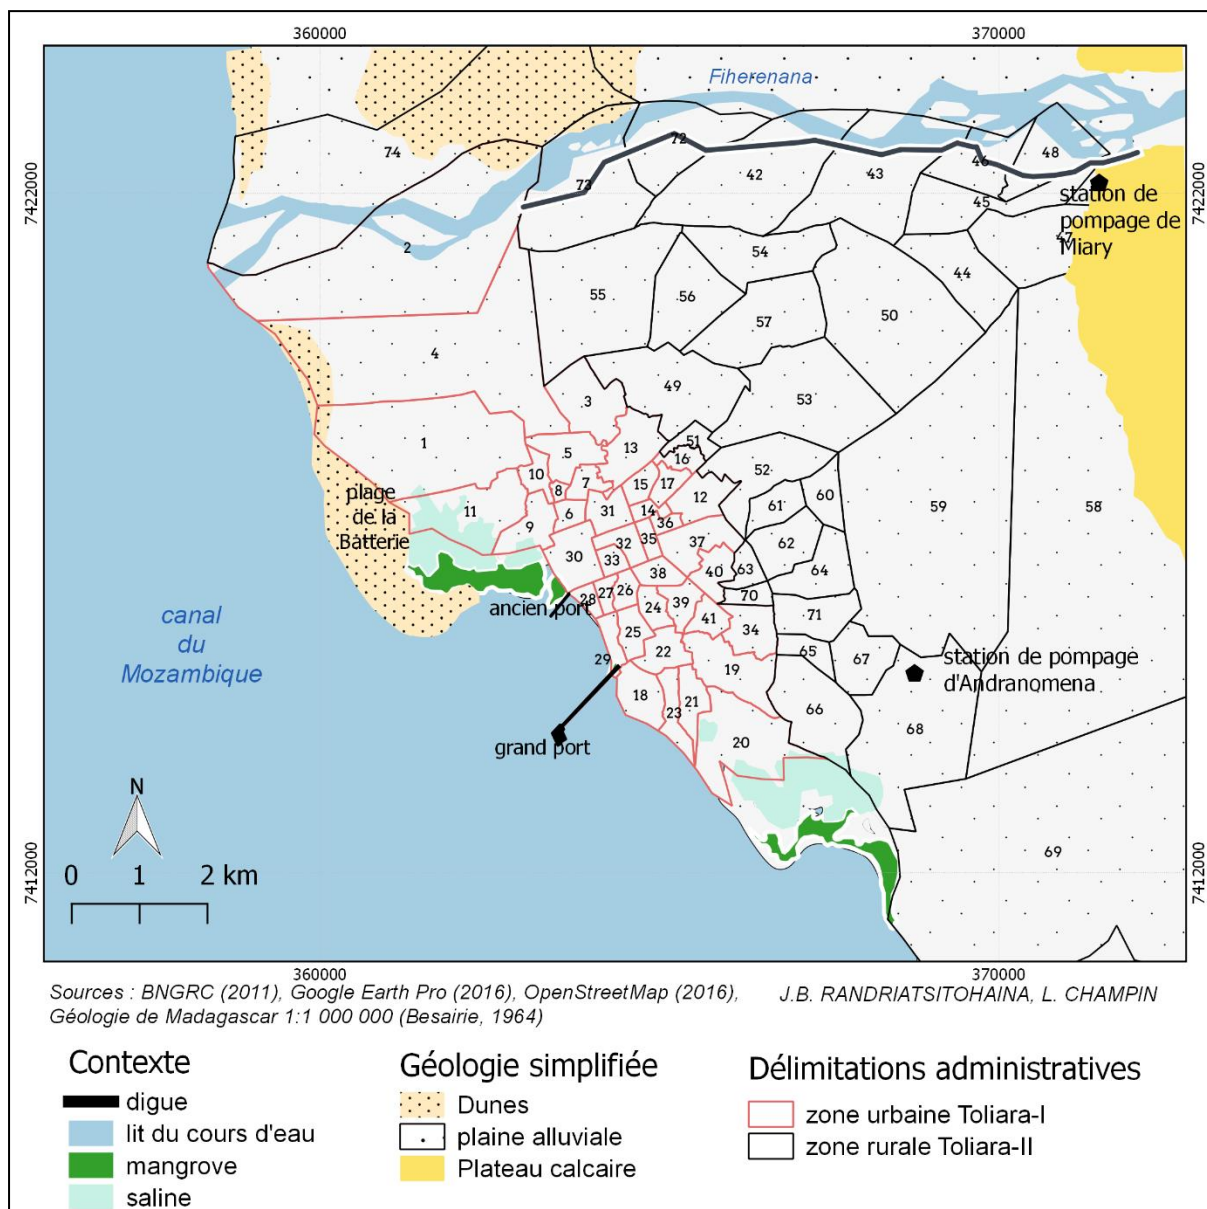 360000
370000
Fiherenana
7422000
7422000
74
72
48
46
42
43
73
45
station de
pompage de
Miary
47
2
54
44
55
56
50
57
4
49
3
53
59
58
1
51
13
5
16
52
10
7
15
17
12
60
plage
de la
Batterie
8
61
11
6
31
14
9
36
32
35
37
62
30
33
38
40
63
64
28
27
26
70
ancien port
24
39
41
34
71
canal
du
Mozambique
25
22
65
67
29
19
station de pompage
d'Andranomena
18
23
21
66
68
20
grand port
N
0 1 2 km
69
7412000
7412000
360000
370000
Sources : BNGRC (2011), Google Earth Pro (2016), OpenStreetMap (2016), J.B. RANDRIATSITOHAINA, L. CHAMPIN
Géologie de Madagascar 1:1 000 000 (Besairie, 1964)
Contexte
digue
lit du cours d'eau
mangrove
saline
Géologie simplifiée
Dunes
plaine alluviale
Plateau calcaire
Délimitations administratives
zone urbaine Toliara-I
zone rurale Toliara-II